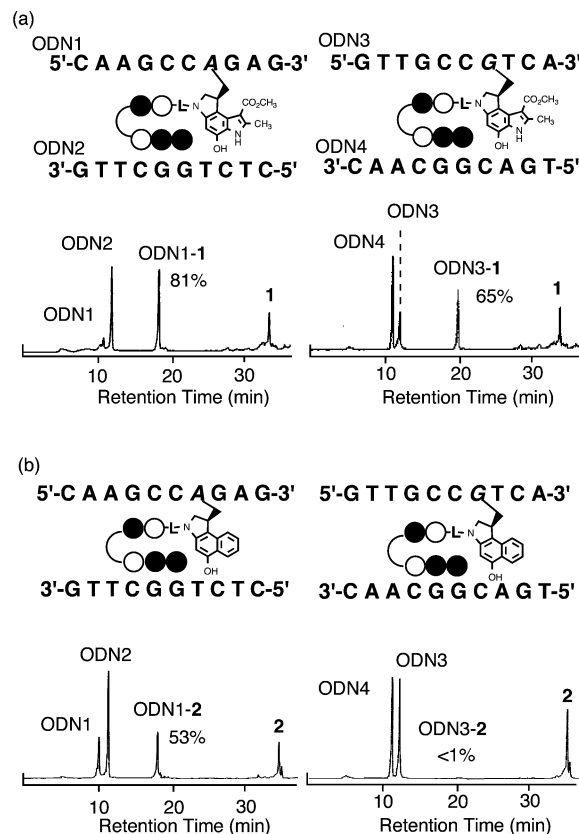 (a)
ODN1
5'-C A A G C C A G A G-3'
L
N
CO₂CH₃
CH₃
N
H
OH
ODN2
3'-G T T C G G T C T C-5'
ODN3
5'-G T T G C C G T C A-3'
L
N
CO₂CH₃
CH₃
N
H
OH
ODN4
3'-C A A C G G C A G T-5'
ODN2
ODN1-1
81%
ODN1
1
10 20 30
Retention Time (min)
ODN3
ODN4
ODN3-1
65%
1
10 20 30
Retention Time (min)
(b)
5'-C A A G C C A G A G-3'
L
N
OH
3'-G T T C G G T C T C-5'
5'-G T T G C C G T C A-3'
L
N
OH
3'-C A A C G G C A G T-5'
ODN2
ODN1
ODN1-2
53%
2
10 20 30
Retention Time (min)
ODN3
ODN4
ODN3-2
<1%
2
10 20 30
Retention Time (min)